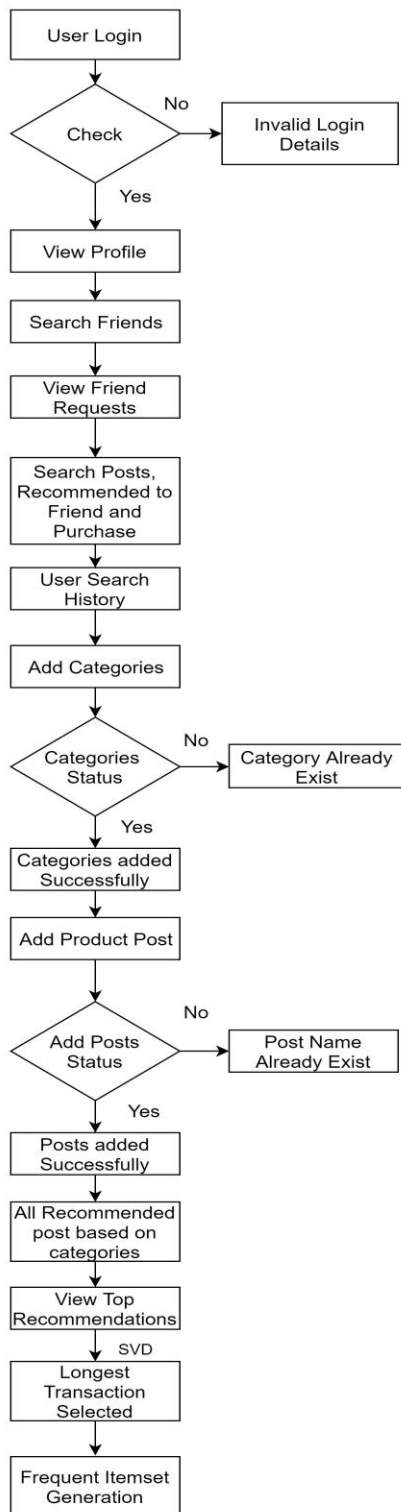 User Login
Check
No
Invalid Login
Details
Yes
View Profile
Search Friends
View Friend
Requests
Search Posts,
Recommended to
Friend and
Purchase
User Search
History
Add Categories
Categories
Status
No
Category Already
Exist
Yes
Categories added
Successfully
Add Product Post
Add Posts
Status
No
Post Name
Already Exist
Yes
Posts added
Successfully
All Recommended
post based on
categories
View Top
Recommendations
SVD
Longest
Transaction
Selected
Frequent Itemset
Generation